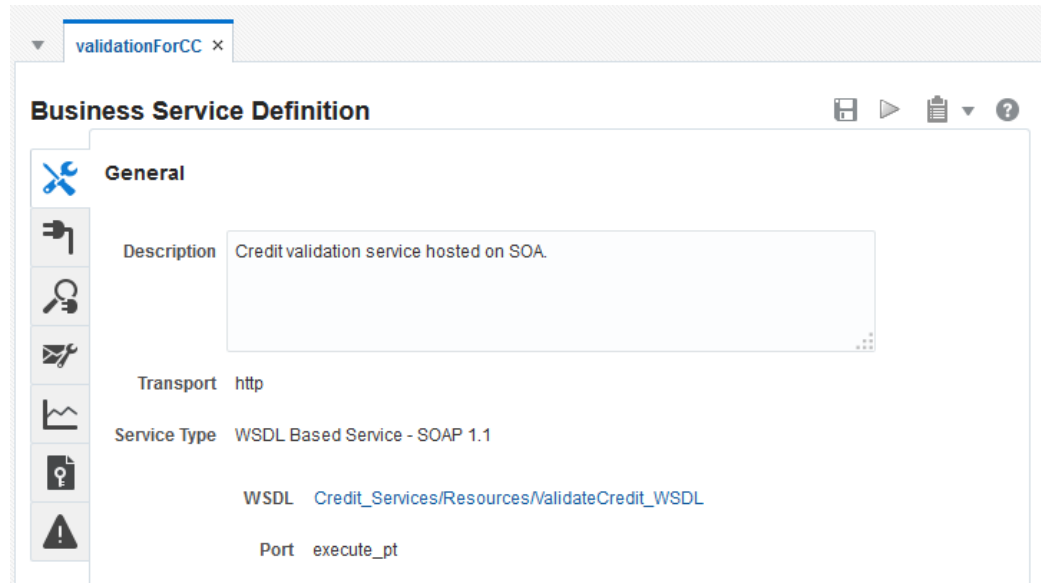 validationForCC ×
Business Service Definition
General
Description Credit validation service hosted on SOA.
Transport http
Service Type WSDL Based Service - SOAP 1.1
WSDL Credit_Services/Resources/ValidateCredit_WSDL
Port execute_pt